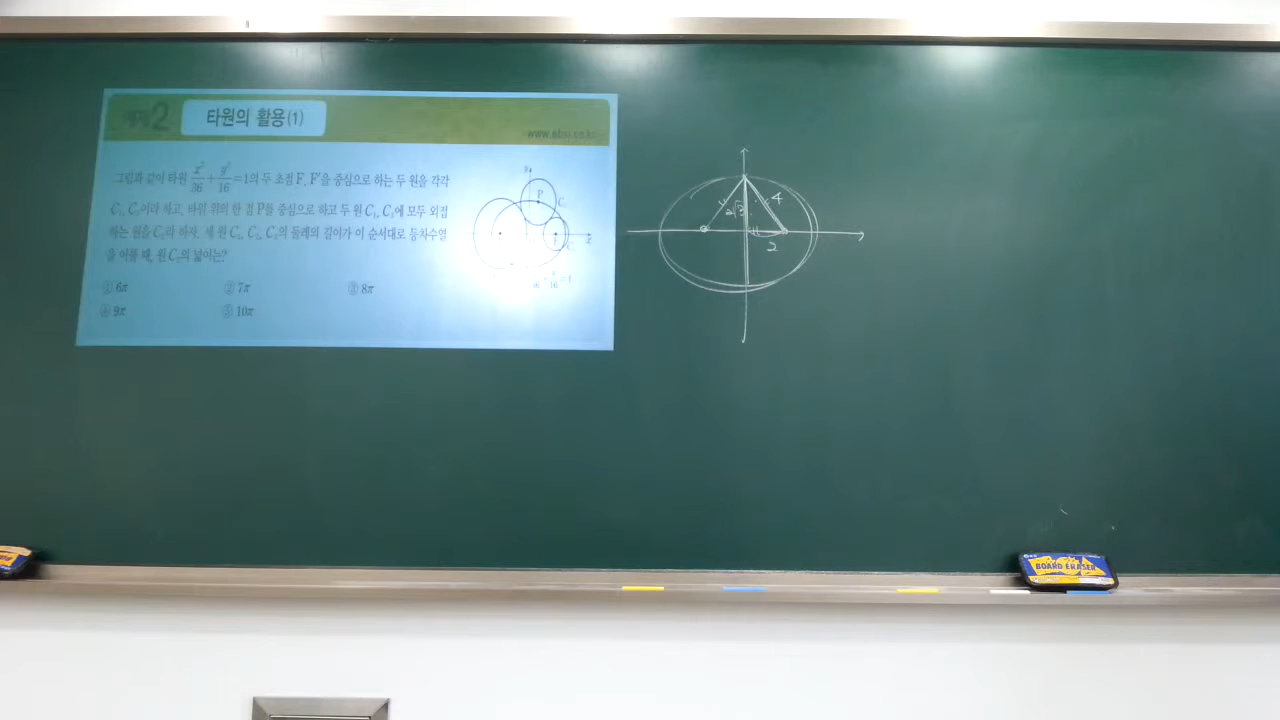 예제 2 타원의 활용(1)
www.ebsi.co.kr
그림과 같이 타원 x²/36 + y²/16 = 1의 두 초점 F, F'을 중심으로 하는 두 원을 각각
C₁, C₂이라 하고, 타원 위의 한 점 P를 중심으로 하고 두 원 C₁, C₂에 모두 외접
하는 원을 C₃라 하자. 세 원 의 둘레의 길이가 이 순서대로 등차수열
을 이룰 때, 원 의 넓이는?
① 6π ② 7π ③ 8π
④ 9π ⑤ 10π
y
P
C
F
x
2√3
4
2
BOARD ERASER